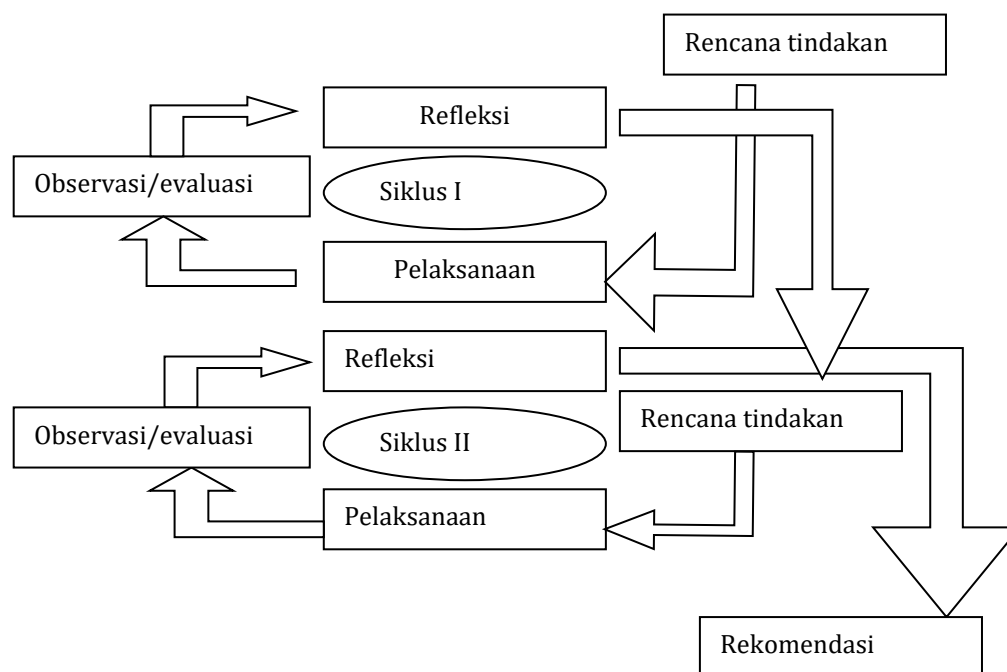 Rencana tindakan
Refleksi
Observasi/evaluasi
Siklus I
Pelaksanaan
Refleksi
Rencana tindakan
Observasi/evaluasi
Siklus II
Pelaksanaan
Rekomendasi